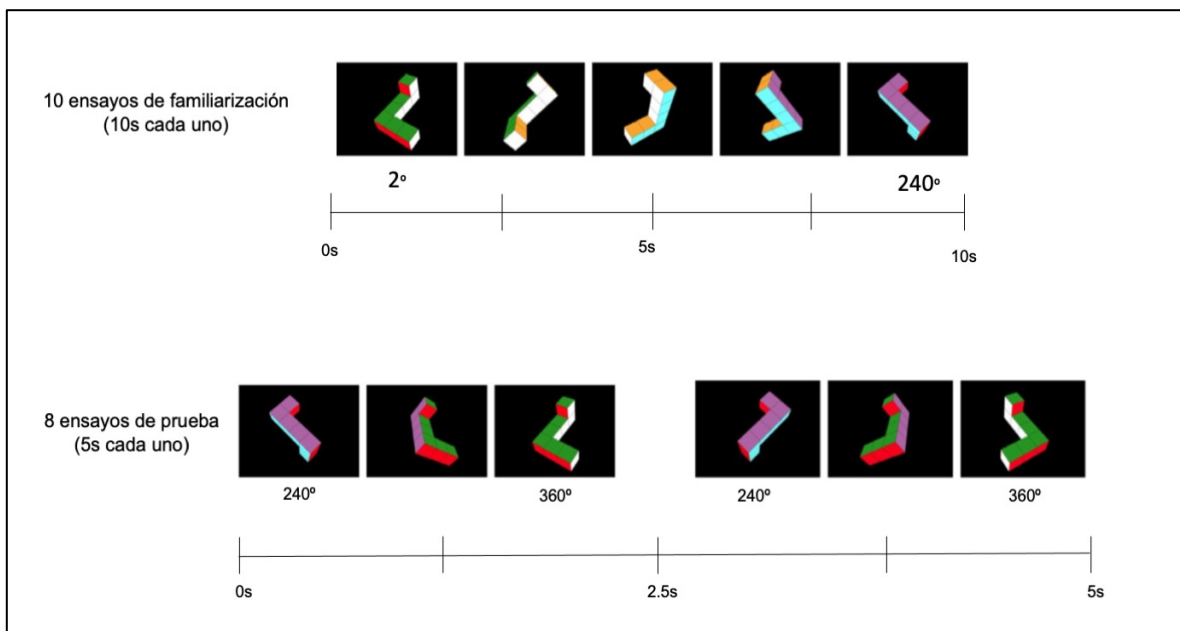 10 ensayos de familiarización
(10s cada uno)
2º
240º
0s
5s
10s
8 ensayos de prueba
(5s cada uno)
240º
360º
240º
360º
0s
2.5s
5s